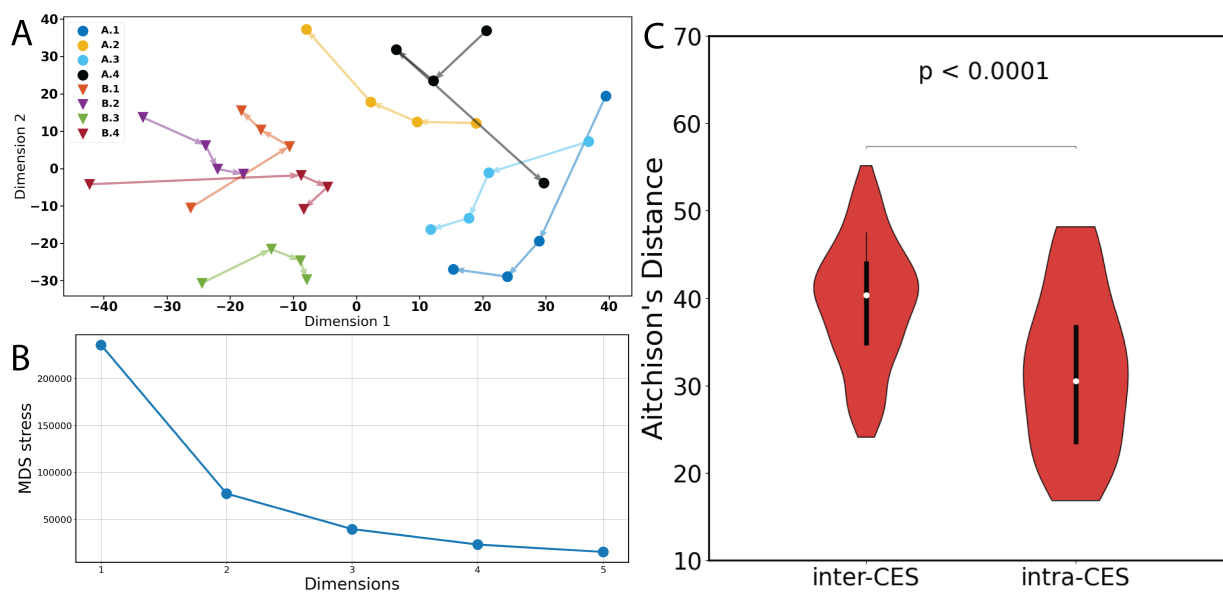 A
40
30
20
10
0
−10
−20
−30
Dimension 2
A.1
A.2
A.3
A.4
B.1
B.2
B.3
B.4
−40 −30 −20 −10 0 10 20 30 40
Dimension 1
B
200000
150000
100000
50000
MDS stress
1 2 3 4 5
Dimensions
C
70
60
50
40
30
20
10
Aitchison's Distance
p < 0.0001
inter-CES intra-CES